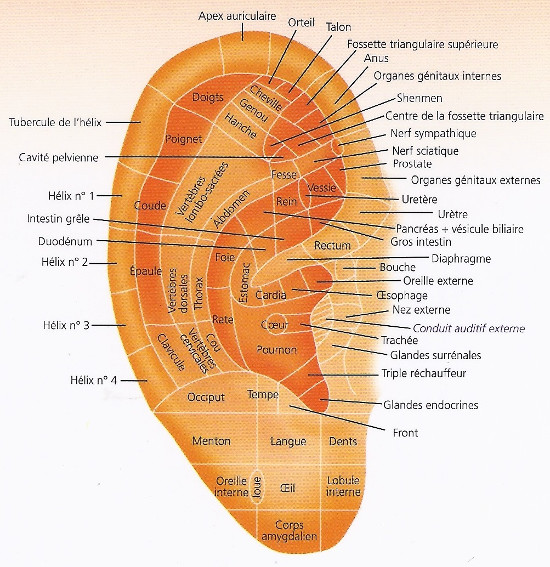 Apex auriculaire
Orteil
Talon
Fossette triangulaire supérieure
Anus
Organes génitaux internes
Shenmen
Centre de la fossette triangulaire
Nerf sympathique
Nerf sciatique
Prostate
Organes génitaux externes
Uretère
Urètre
Pancréas + vésicule biliaire
Gros intestin
Diaphragme
Bouche
Oreille externe
Œsophage
Nez externe
Conduit auditif externe
Trachée
Glandes surrénales
Triple réchauffeur
Glandes endocrines
Front
Tubercule de l'hélix
Cavité pelvienne
Hélix n° 1
Intestin grêle
Duodénum
Hélix n° 2
Hélix n° 3
Hélix n° 4
Doigts
Cheville
Genou
Hanche
Poignet
Fesse
Vessie
Vertèbres
lombo-sacrées
Abdomen
Rein
Coude
Rectum
Foie
Épaule
Vertèbres
dorsales
Thorax
Estomac
Cardia
Rate
Cœur
Cou
Vertèbres
cervicales
Clavicule
Poumon
Occiput
Tempe
Menton
Langue
Dents
Oreille
interne
Joue
Œil
Lobule
interne
Corps
amygdalien